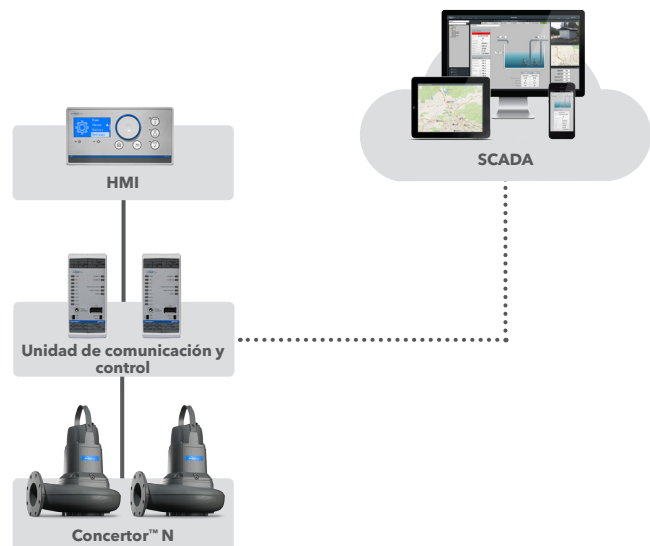 SCADA
HMI
Unidad de comunicación y
control
Concertor™ N